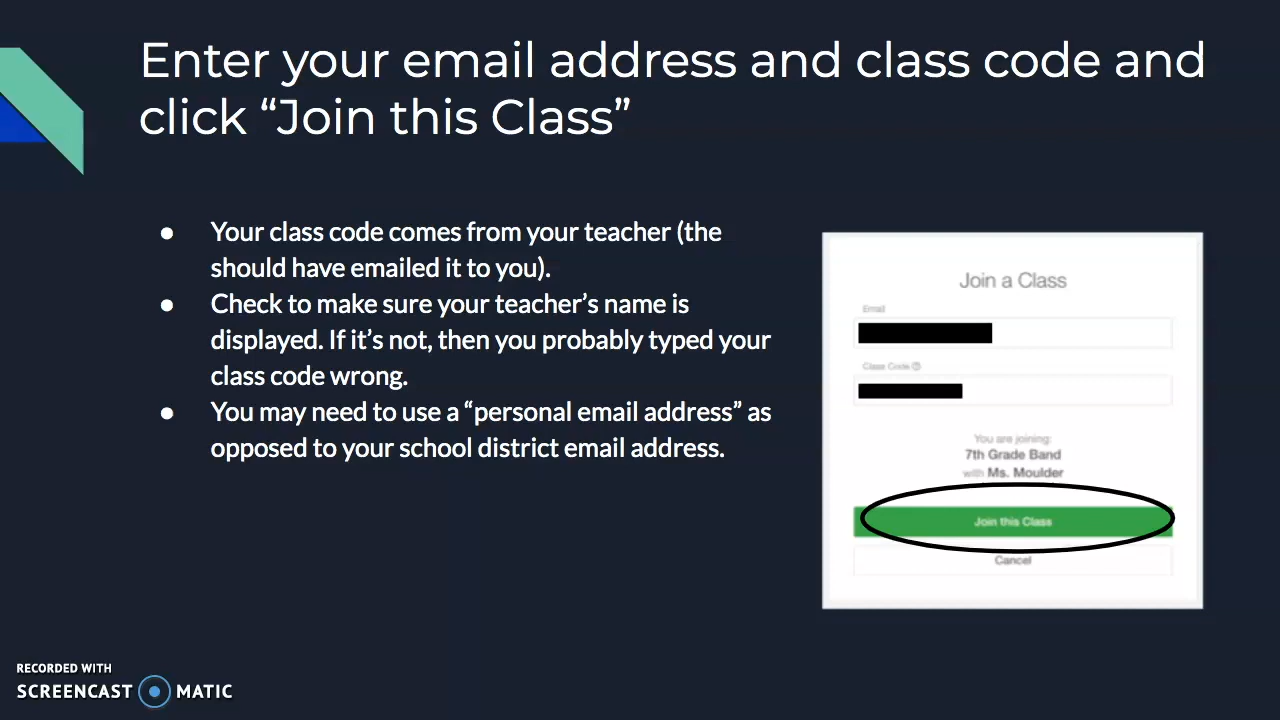 Enter your email address and class code and
click “Join this Class”
● Your class code comes from your teacher (the
should have emailed it to you).
● Check to make sure your teacher’s name is
displayed. If it’s not, then you probably typed your
class code wrong.
● You may need to use a “personal email address” as
opposed to your school district email address.
Join a Class
Email
Class Code
You are joining:
7th Grade Band
with Ms. Moulder
Join this Class
Cancel
RECORDED WITH
SCREENCAST MATIC